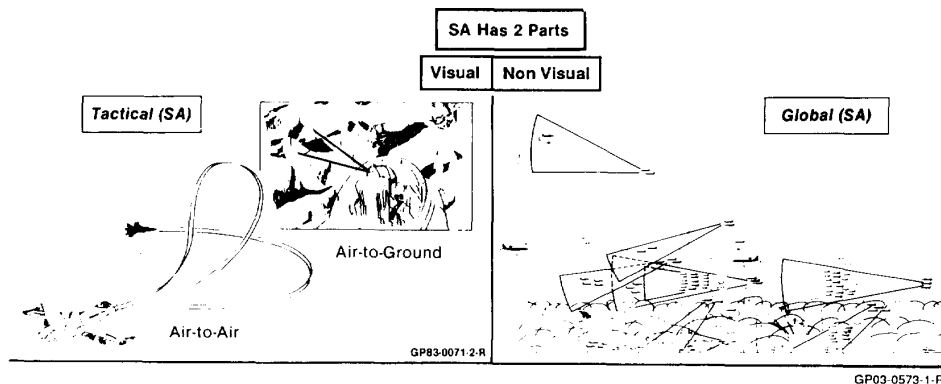 SA Has 2 Parts
Visual
Non Visual
Tactical (SA)
Global (SA)
Air-to-Ground
Air-to-Air
GP83-0071-2-R
GP03-0573-1-R